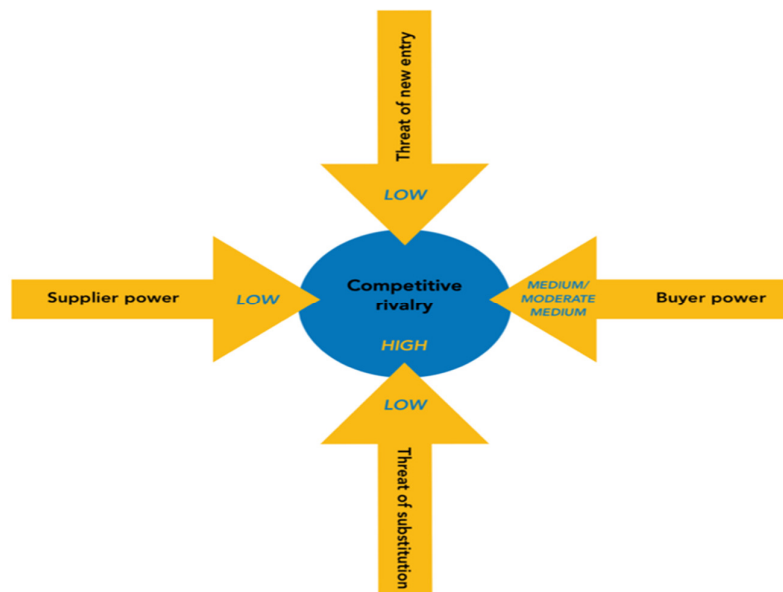 Threat of new entry
LOW
Supplier power
LOW
Competitive
rivalry
HIGH
MEDIUM/
MODERATE
MEDIUM
Buyer power
LOW
Threat of substitution